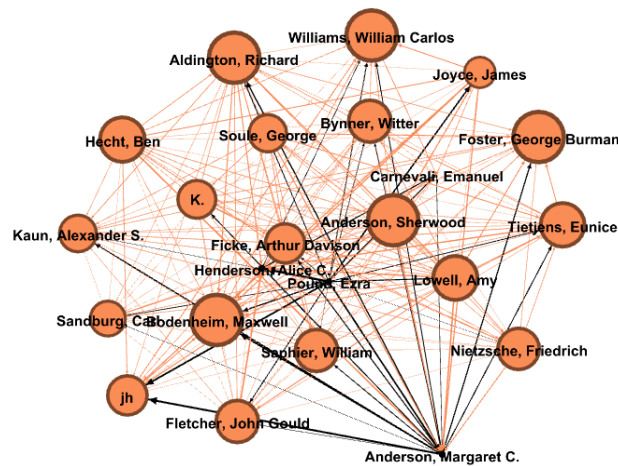 Williams, William Carlos
Aldington, Richard
Joyce, James
Bynner, Witter
Soule, George
Hecht, Ben
Foster, George Burman
Carnevali, Emanuel
K.
Anderson, Sherwood
Tietjens, Eunice
Kaun, Alexander S.
Ficke, Arthur Davison
Henderson, Alice C.
Pound, Ezra
Lowell, Amy
Sandburg, Carl
Bodenheim, Maxwell
Saphier, William
Nietzsche, Friedrich
jh
Fletcher, John Gould
Anderson, Margaret C.